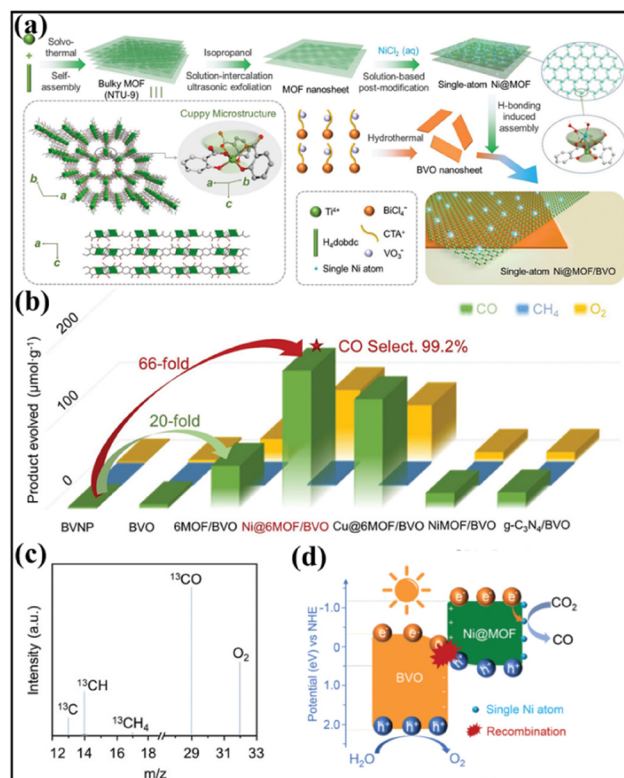 (a)
Solvo-
thermal
+
Self-
assembly
Bulky MOF
(NTU-9)
Isopropanol
Solution-intercalation
ultrasonic exfoliation
MOF nanosheet
NiCl2 (aq)
Solution-based
post-modification
Single-atom Ni@MOF
H-bonding
induced
assembly
Cuppy Microstructure
b
a
a
b
c
a
c
Hydrothermal
BVO nanosheet
Ti4+
H4dobdc
BiCl4−
CTA+
VO3−
Single Ni atom
Single-atom Ni@MOF/BVO
(b)
CO
CH4
O2
Product evolved (μmol·g−1)
200
100
0
66-fold
20-fold
CO Select. 99.2%
BVNP
BVO
6MOF/BVO
Ni@6MOF/BVO
Cu@6MOF/BVO
NiMOF/BVO
g-C3N4/BVO
(c)
Intensity (a.u.)
13C
13CH
13CH4
13CO
O2
12 14 16 18 29 31 33
m/z
(d)
Potential (eV) vs NHE
-1.0
0
1.0
2.0
e- e- e-
e- e-
BVO
Ni@MOF
h+ h+ h+
h+ h+ h+
CO2
CO
H2O
O2
Single Ni atom
Recombination